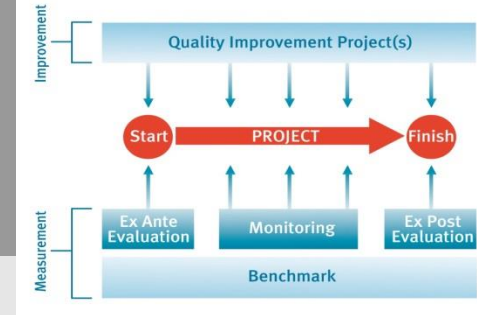 Improvement
Quality Improvement Project(s)
Start
PROJECT
Finish
Measurement
Ex Ante
Evaluation
Monitoring
Ex Post
Evaluation
Benchmark